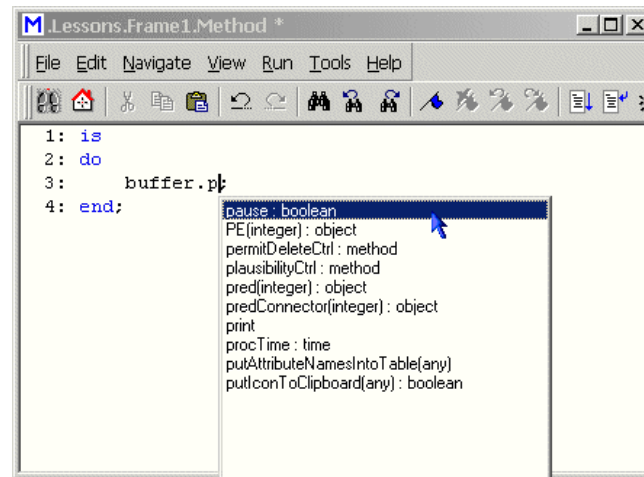 M .Lessons.Frame1.Method *
File Edit Navigate View Run Tools Help
1: is
2: do
3: buffer.p;
4: end;
pause : boolean
PE(integer) : object
permitDeleteCtrl : method
plausibilityCtrl : method
pred(integer) : object
predConnector(integer) : object
print
procTime : time
putAttributeNamesIntoTable(any)
putIconToClipboard(any) : boolean